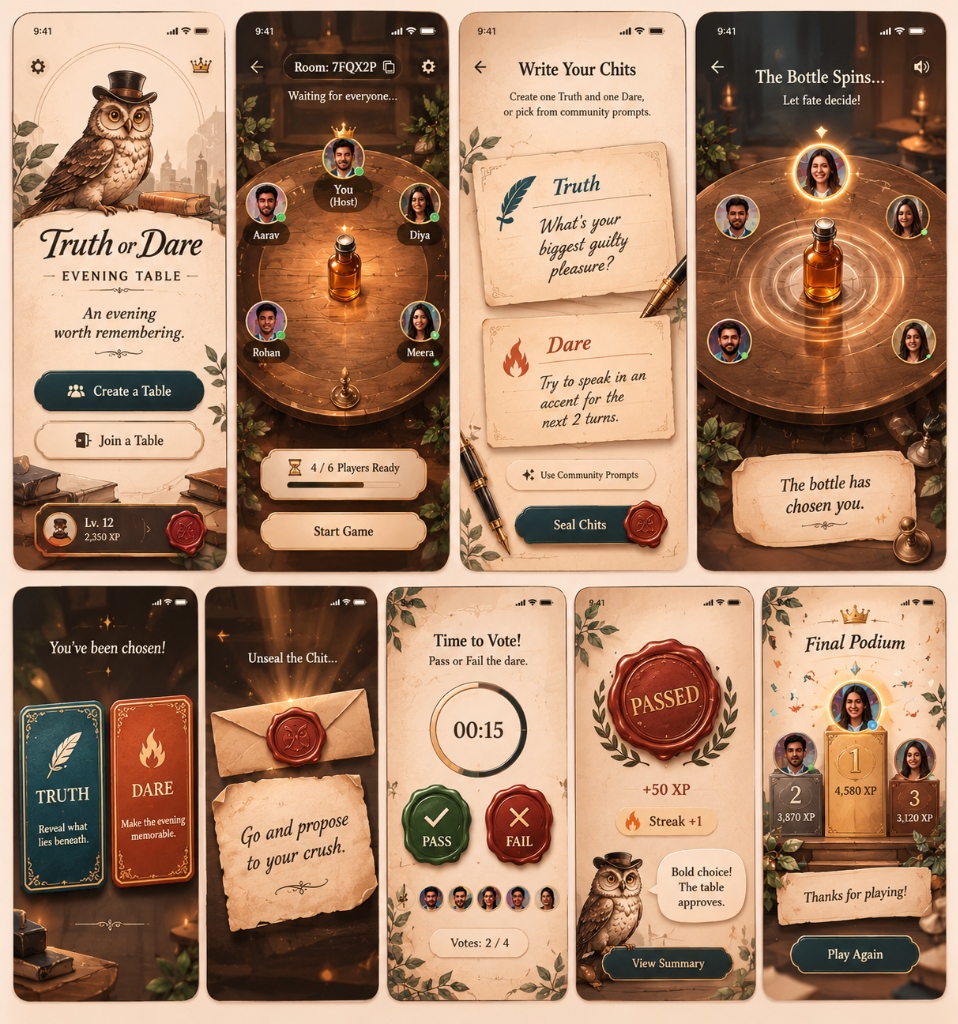 9:41
Truth or Dare
EVENING TABLE
An evening
worth remembering.
Create a Table
Join a Table
Lv. 12
2,350 XP
9:41
Room: 7FQX2P
Waiting for everyone...
You
(Host)
Aarav
Diya
Rohan
Meera
4 / 6 Players Ready
Start Game
9:41
Write Your Chits
Create one Truth and one Dare,
or pick from community prompts.
Truth
What's your
biggest guilty
pleasure?
Dare
Try to speak in an
accent for the
next 2 turns.
Use Community Prompts
Seal Chits
9:41
The Bottle Spins...
Let fate decide!
The bottle has
chosen you.
You've been chosen!
TRUTH
Reveal what
lies beneath.
DARE
Make the evening
memorable.
Unseal the Chit...
Go and propose
to your crush.
Time to Vote!
Pass or Fail the dare.
00:15
PASS
FAIL
Votes: 2 / 4
9:41
PASSED
+50 XP
Streak +1
Bold choice!
The table
approves.
View Summary
Final Podium
1
4,580 XP
2
3,870 XP
3
3,120 XP
Thanks for playing!
Play Again